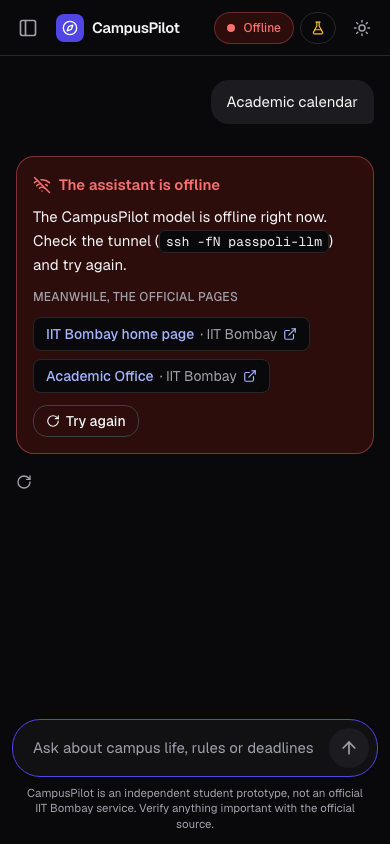 CampusPilot
Offline
Academic calendar
The assistant is offline
The CampusPilot model is offline right now.
Check the tunnel ( ssh -fN passpoli-llm )
and try again.
MEANWHILE, THE OFFICIAL PAGES
IIT Bombay home page · IIT Bombay
Academic Office · IIT Bombay
Try again
Ask about campus life, rules or deadlines
CampusPilot is an independent student prototype, not an official
IIT Bombay service. Verify anything important with the official
source.